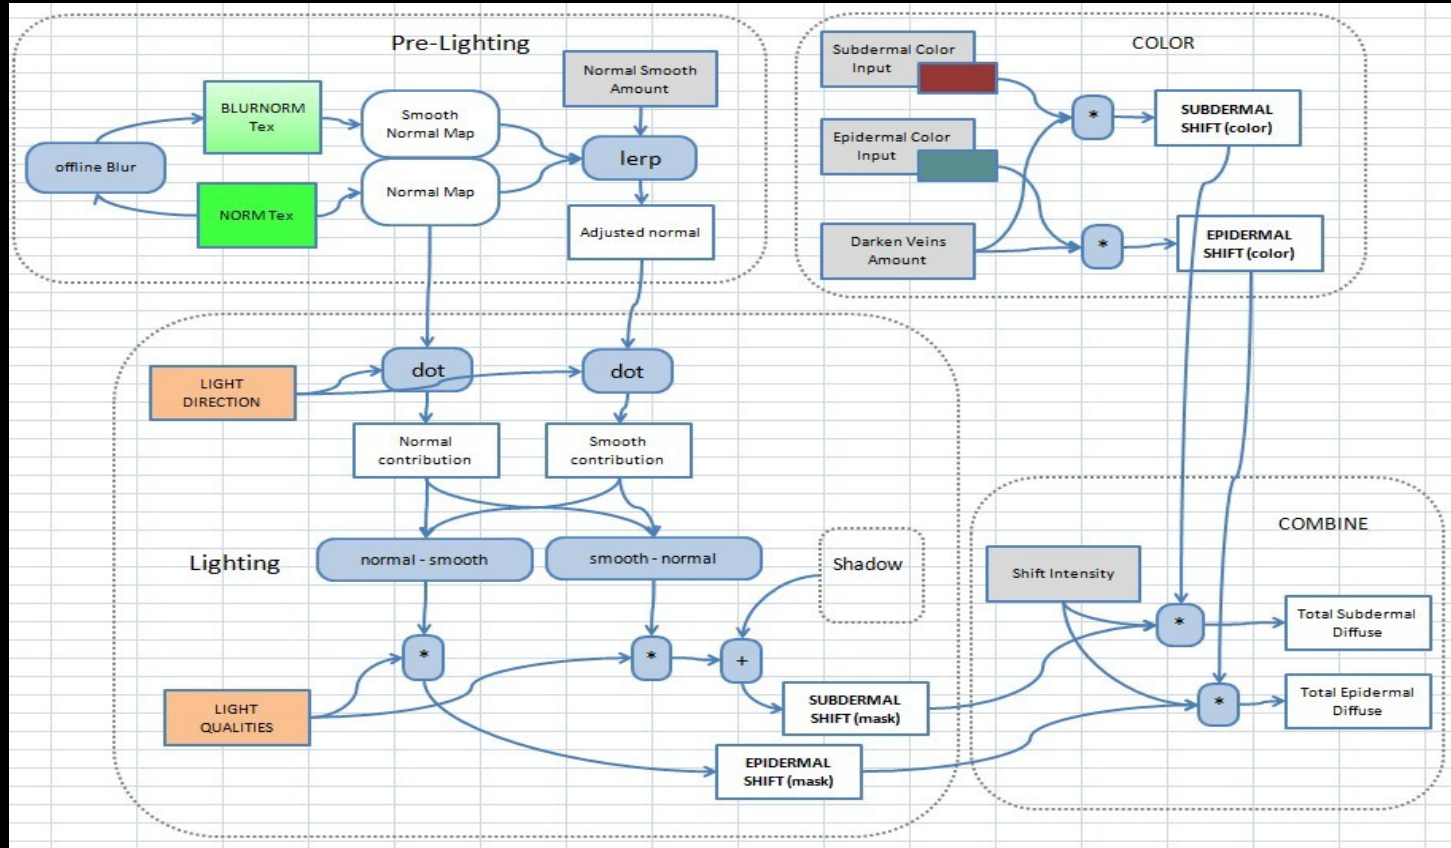 Pre-Lighting
BLURNORM
Tex
Smooth
Normal Map
Normal Smooth
Amount
offline Blur
lerp
NORM Tex
Normal Map
Adjusted normal
COLOR
Subdermal Color
Input
*
SUBDERMAL
SHIFT (color)
Epidermal Color
Input
Darken Veins
Amount
*
EPIDERMAL
SHIFT (color)
LIGHT
DIRECTION
dot
dot
Normal
contribution
Smooth
contribution
Lighting
normal - smooth
smooth - normal
Shadow
*
*
+
LIGHT
QUALITIES
SUBDERMAL
SHIFT (mask)
EPIDERMAL
SHIFT (mask)
COMBINE
Shift Intensity
*
Total Subdermal
Diffuse
*
Total Epidermal
Diffuse